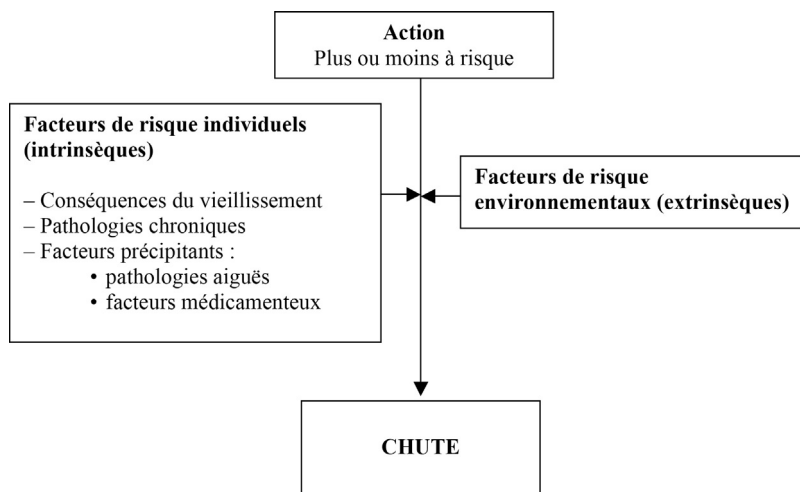 Action
Plus ou moins à risque
Facteurs de risque individuels
(intrinsèques)
– Conséquences du vieillissement
– Pathologies chroniques
– Facteurs précipitants :
• pathologies aiguës
• facteurs médicamenteux
Facteurs de risque
environnementaux (extrinsèques)
CHUTE